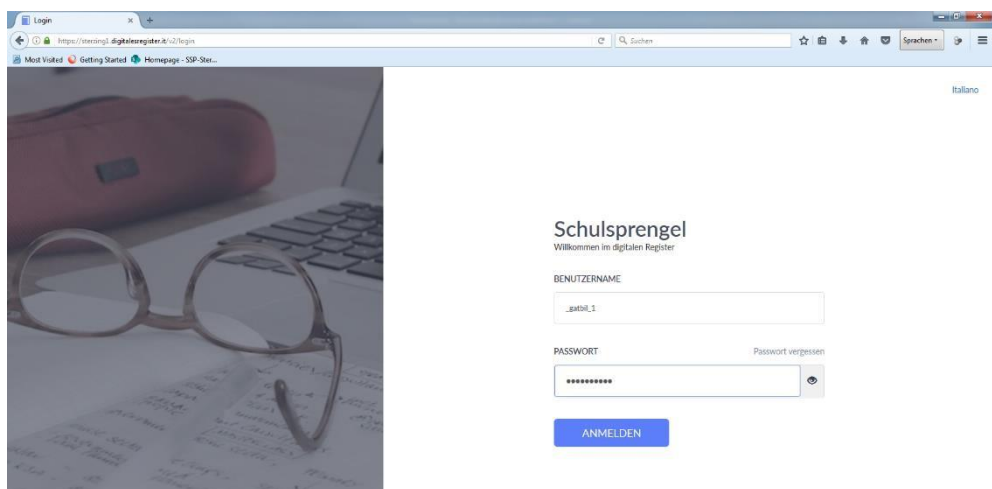 Login
https://sterzing1.digitalesregister.it/v2/login
Suchen
Sprachen
Most Visited Getting Started Homepage - SSP-Ster...
Italiano
Schulsprengel
Willkommen im digitalen Register
BENUTZERNAME
_gatbil_1
PASSWORT Passwort vergessen
ANMELDEN